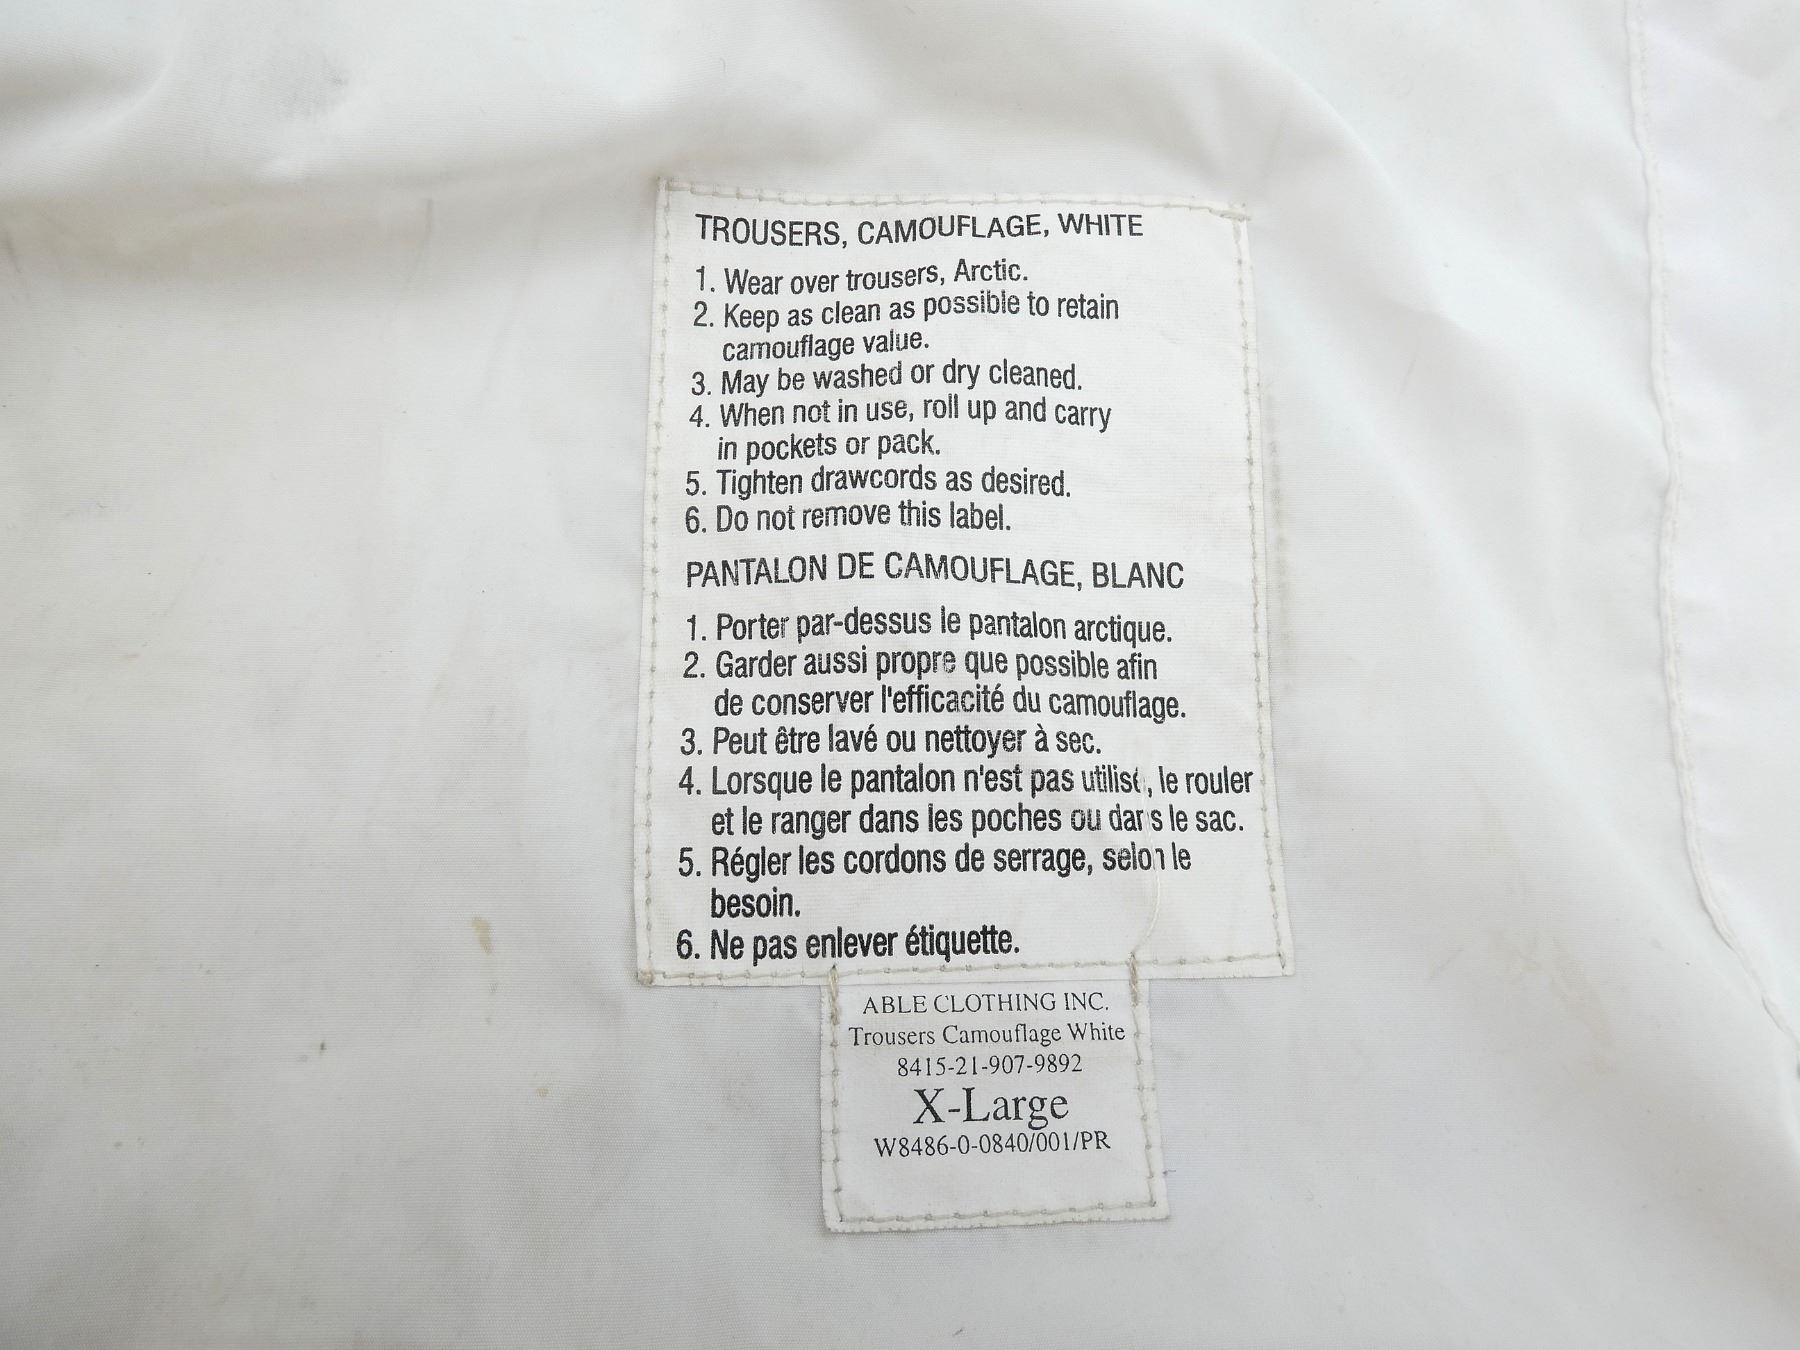 TROUSERS, CAMOUFLAGE, WHITE
1. Wear over trousers, Arctic.
2. Keep as clean as possible to retain
camouflage value.
3. May be washed or dry cleaned.
4. When not in use, roll up and carry
in pockets or pack.
5. Tighten drawcords as desired.
6. Do not remove this label.
PANTALON DE CAMOUFLAGE, BLANC
1. Porter par-dessus le pantalon arctique.
2. Garder aussi propre que possible afin
de conserver l'efficacité du camouflage.
3. Peut être lavé ou nettoyer à sec.
4. Lorsque le pantalon n'est pas utilisé, le rouler
et le ranger dans les poches ou dans le sac.
5. Régler les cordons de serrage, selon le
besoin.
6. Ne pas enlever étiquette.
ABLE CLOTHING INC.
Trousers Camouflage White
8415-21-907-9892
X-Large
W8486-0-0840/001/PR